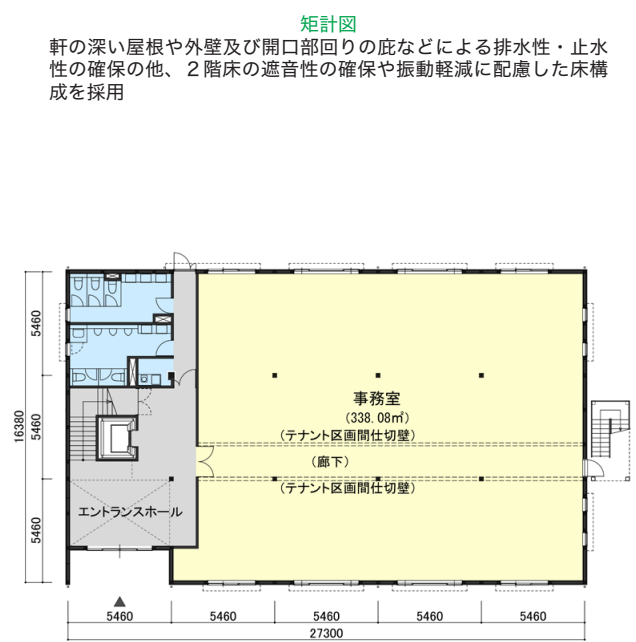 矩計図
軒の深い屋根や外壁及び開口部回りの庇などによる排水性・止水
性の確保の他、２階床の遮音性の確保や振動軽減に配慮した床構
成を採用
5460
16380
5460
5460
事務室
(338.08㎡)
(テナント区画間仕切壁)
(廊下)
(テナント区画間仕切壁)
エントランスホール
5460
5460
5460
5460
5460
27300